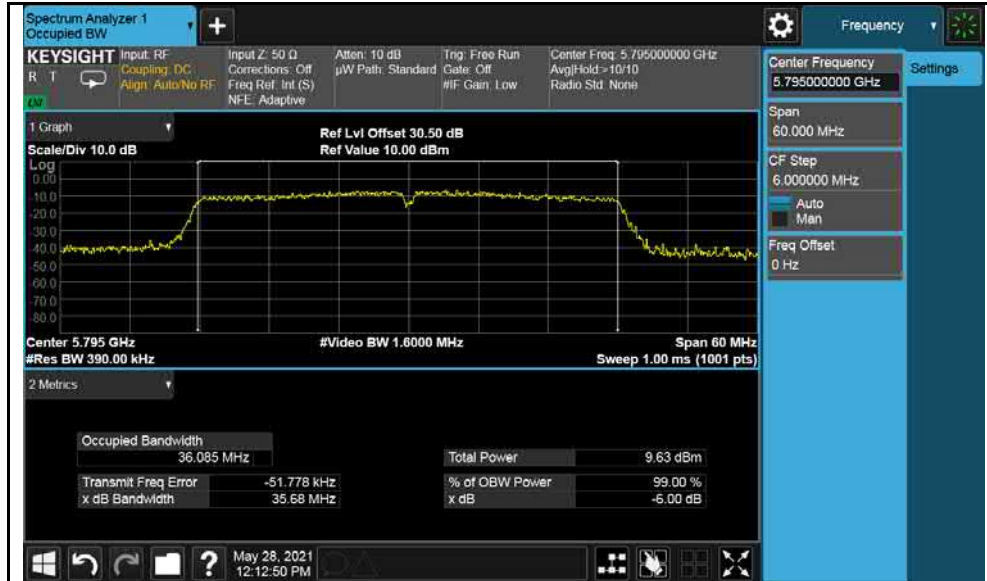 Spectrum Analyzer 1
Occupied BW
Frequency
KEYSIGHT
R T
LXI
Input: RF
Coupling: DC
Align: Auto/No RF
Input Z: 50 Ω
Corrections: Off
Freq Ref: Int (S)
NFE: Adaptive
Atten: 10 dB
µW Path: Standard
Trig: Free Run
Gate: Off
#IF Gain: Low
Center Freq: 5.795000000 GHz
Avg|Hold:>10/10
Radio Std: None
Center Frequency
5.795000000 GHz
Settings
Span
60.000 MHz
CF Step
6.000000 MHz
Auto
Man
Freq Offset
0 Hz
1 Graph
Scale/Div 10.0 dB
Ref Lvl Offset 30.50 dB
Ref Value 10.00 dBm
Log
0.00
-10.0
-20.0
-30.0
-40.0
-50.0
-60.0
-70.0
-80.0
Center 5.795 GHz
#Video BW 1.6000 MHz
Span 60 MHz
#Res BW 390.00 kHz
Sweep 1.00 ms (1001 pts)
2 Metrics
Occupied Bandwidth
36.085 MHz
Total Power 9.63 dBm
Transmit Freq Error -51.778 kHz
% of OBW Power 99.00 %
x dB Bandwidth 35.68 MHz
x dB -6.00 dB
?
May 28, 2021
12:12:50 PM